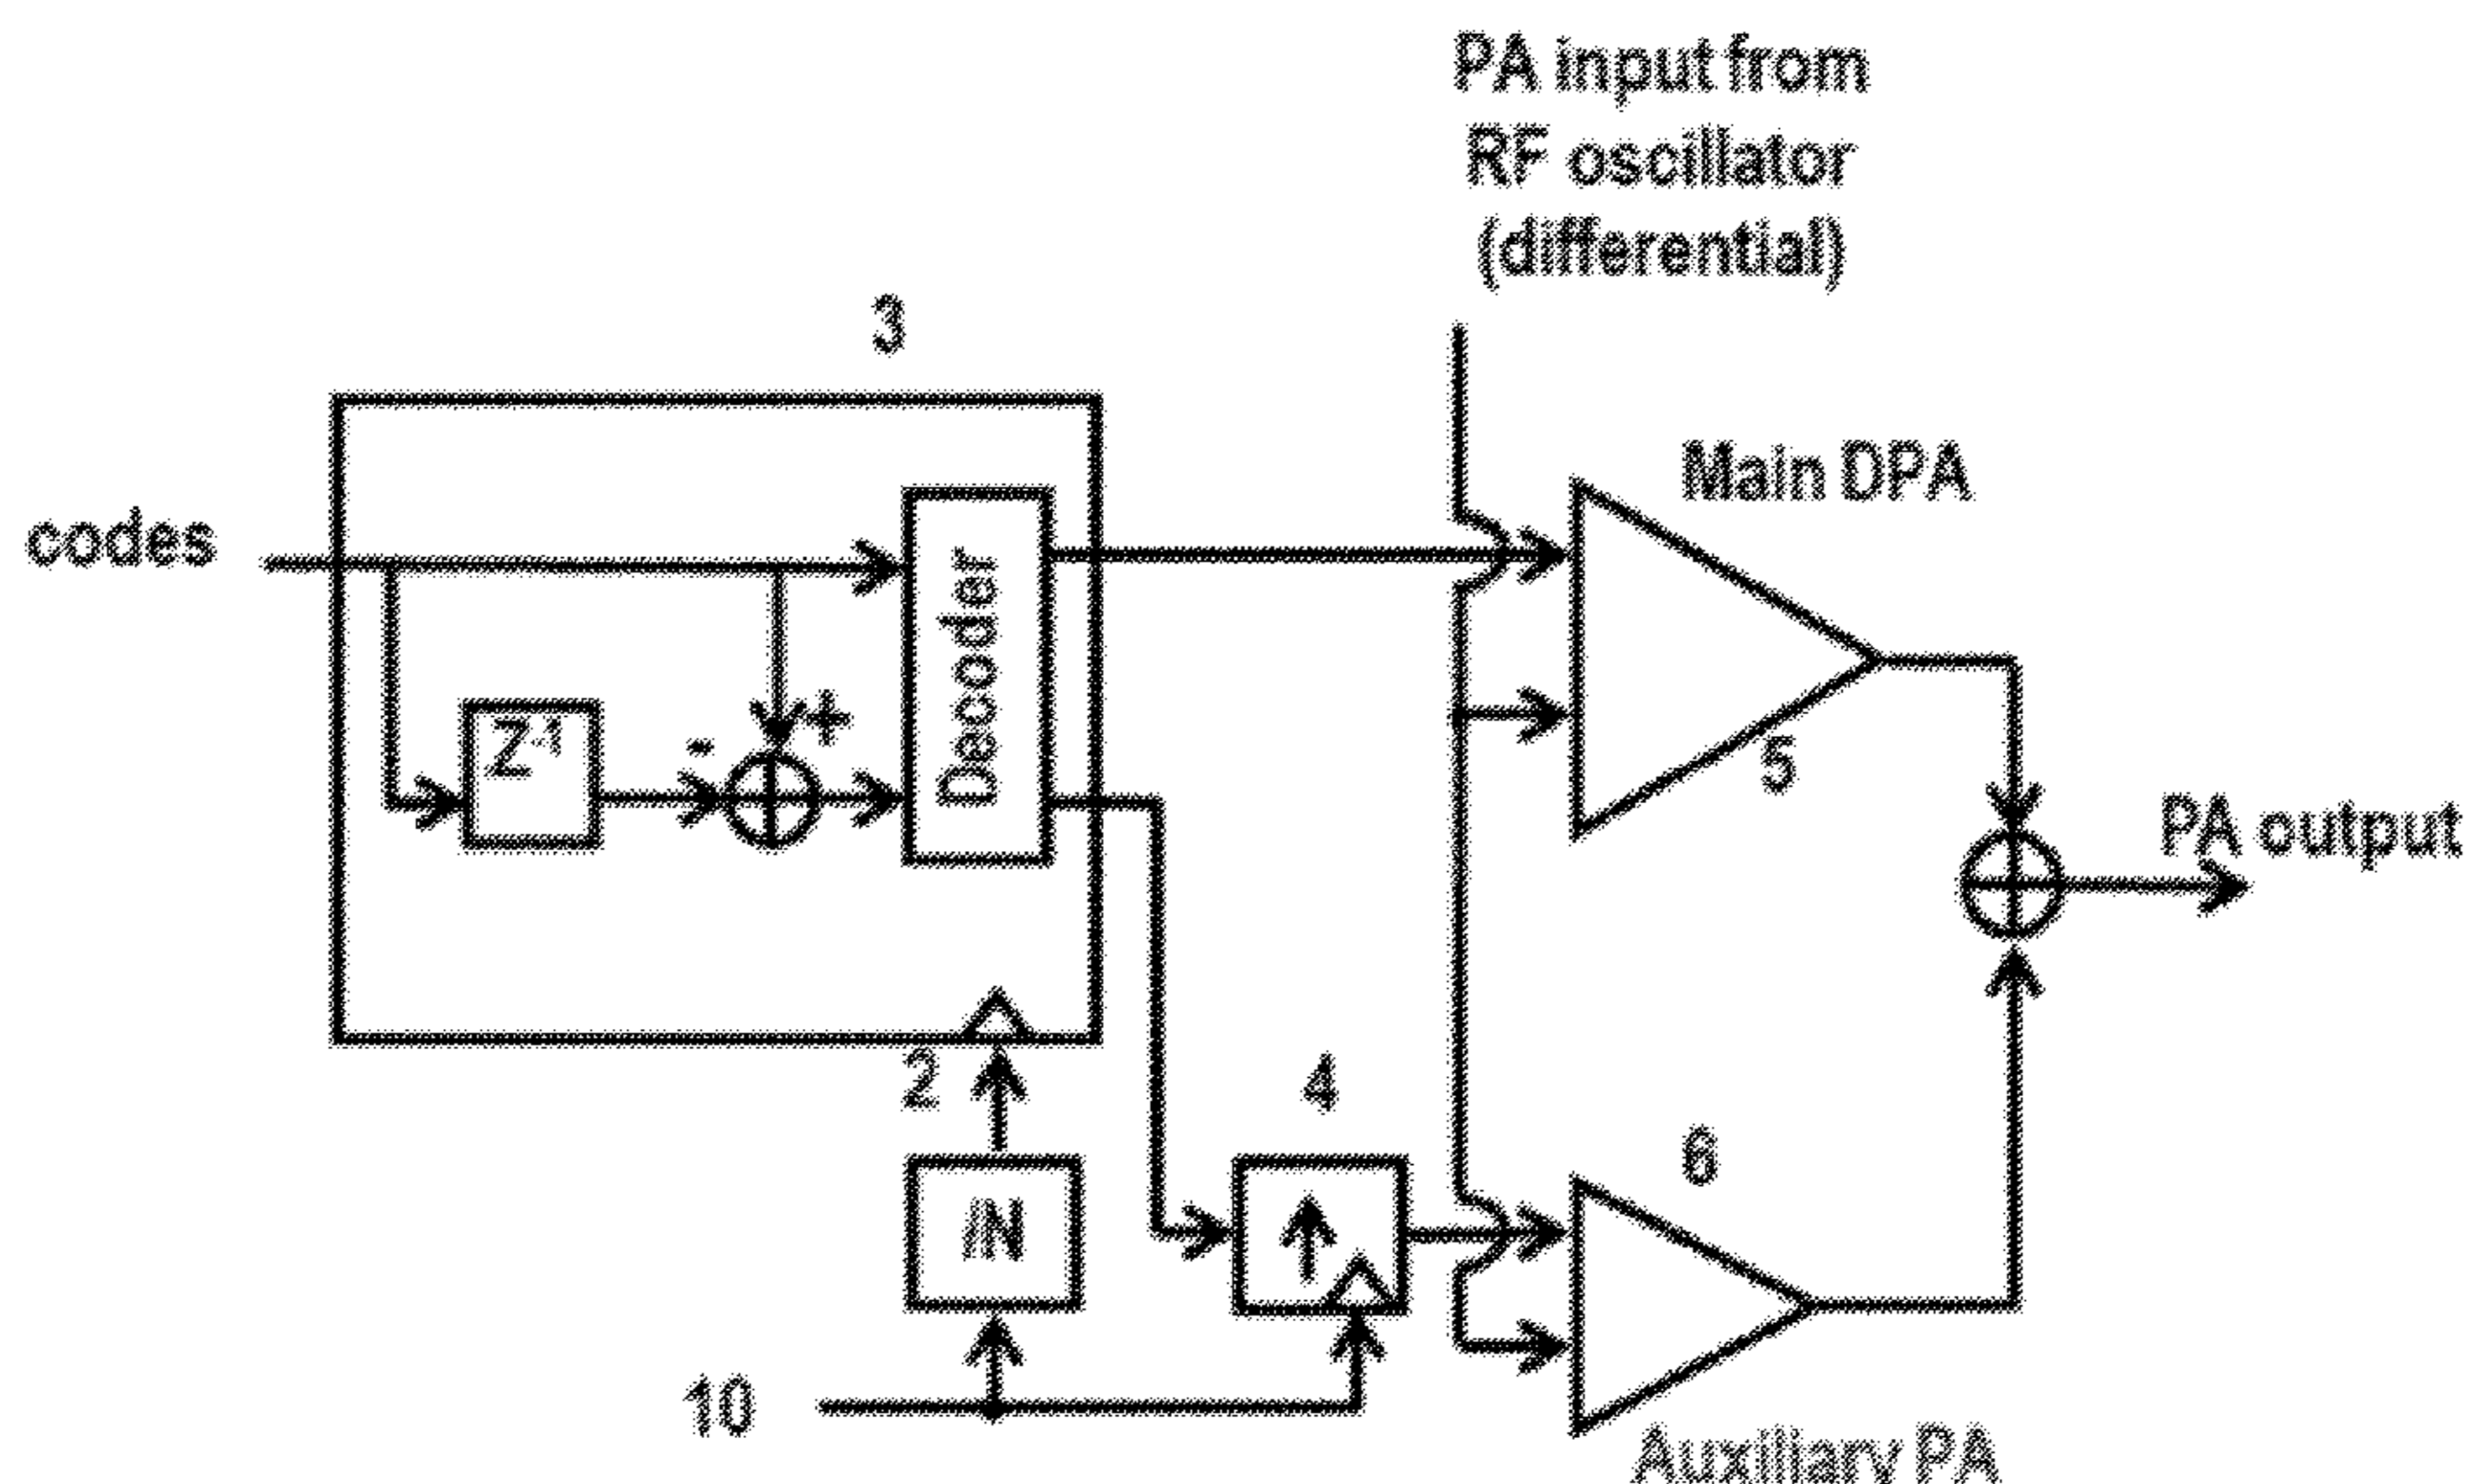 PA input from
RF oscillator
(differential)
3
Main DPA
codes
Decoder
Z-1
-
+
5
PA output
2
4
6
/N
10
Auxiliary PA